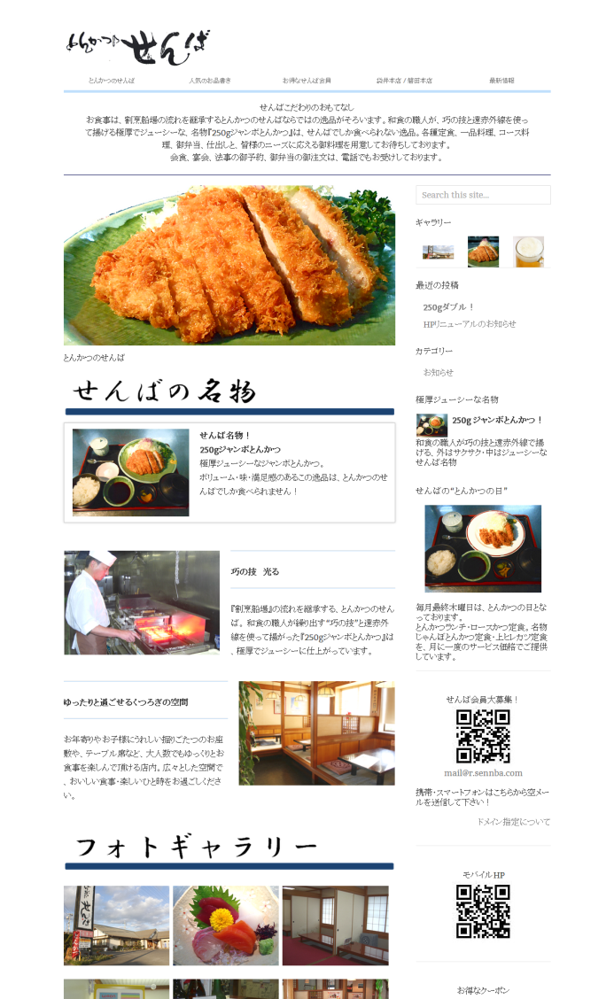 とんかつ せんば
とんかつのせんば
人気のお品書き
お得なせんば会員
袋井本店 / 磐田本店
最新情報
せんばこだわりのおもてなし
お食事は、割烹船場の流れを継承するとんかつのせんばならではの逸品がそろいます。和食の職人が、巧の技と遠赤外線を使っ
て揚げる極厚でジューシーな、名物『250gジャンボとんかつ』は、せんばでしか食べられない逸品。各種定食、一品料理、コース料
理、御弁当、仕出しと、皆様のニーズに応える御料理を用意してお待ちしております。
会食、宴会、法事の御予約、御弁当の御注文は、電話でもお受けしております。
とんかつのせんば
せんばの名物
せんば名物！
250gジャンボとんかつ
極厚ジューシーなジャンボとんかつ。
ボリューム・味・満足感のあるこの逸品は、とんかつのせ
んばでしか食べられません！
巧の技　光る
『割烹船場』の流れを継承する、とんかつのせん
ば。和食の職人が繰り出す“巧の技”と遠赤外
線を使って揚がった『250gジャンボとんかつ』は
、極厚でジューシーに仕上がっています。
ゆったりと過ごせるくつろぎの空間
お年寄りやお子様にうれしい掘りごたつのお座
敷や、テーブル席など、大人数でもゆっくりとお
食事を楽しんで頂ける店内。広々とした空間で
、おいしい食事・楽しいひと時をお過ごしくださ
い。
フォトギャラリー
せんば
Search this site...
ギャラリー
最近の投稿
250gダブル！
HPリニューアルのお知らせ
カテゴリー
お知らせ
極厚ジューシーな名物
250g ジャンボとんかつ！
和食の職人が巧の技と遠赤外線で揚
げる、外はサクサク・中はジューシーな
せんば名物
せんばの“とんかつの日”
毎月最終木曜日は、とんかつの日とな
っております。
とんかつランチ・ロースかつ定食。名物
じゃんぼとんかつ定食・上ヒレカツ定食
を、月に一度のサービス価格でご提供
しています。
せんば会員大募集！
mail@r.sennba.com
携帯・スマートフォンはこちらから空メー
ルを送信して下さい！
ドメイン指定について
モバイル HP
お得なクーポン